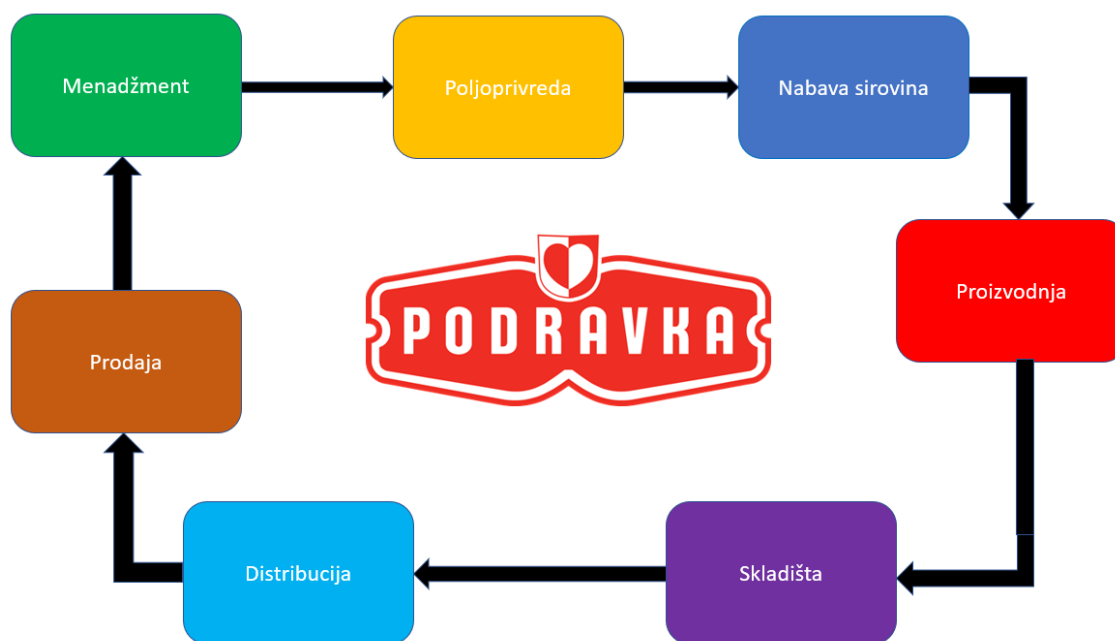 Menadžment
Poljoprivreda
Nabava sirovina
Proizvodnja
PODRAVKA
Prodaja
Distribucija
Skladišta